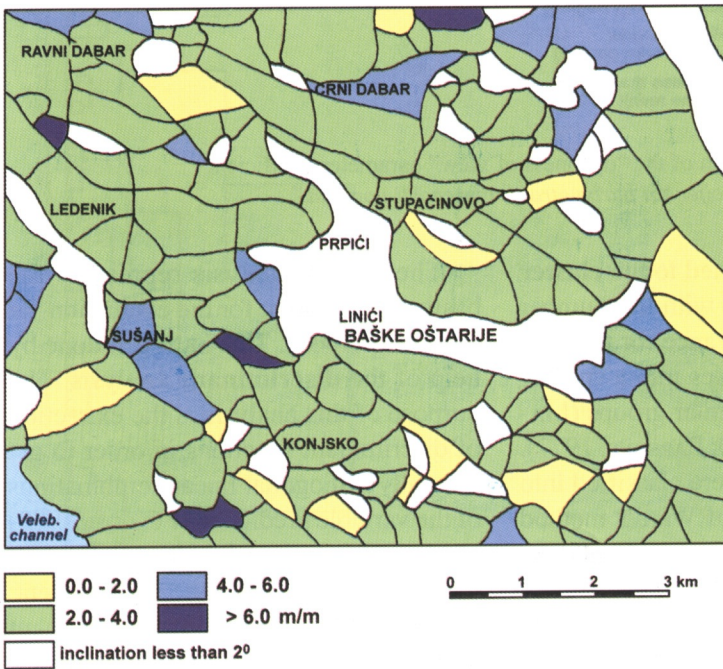 RAVNI DABAR
CRNI DABAR
LEDENIK
STUPAČINOVO
PRPIĆI
LINIĆI
BAŠKE OŠTARIJE
SUŠANJ
KONJSKO
Veleb.
channel
0.0 - 2.0
4.0 - 6.0
2.0 - 4.0
> 6.0 m/m
inclination less than 2⁰
0 1 2 3 km